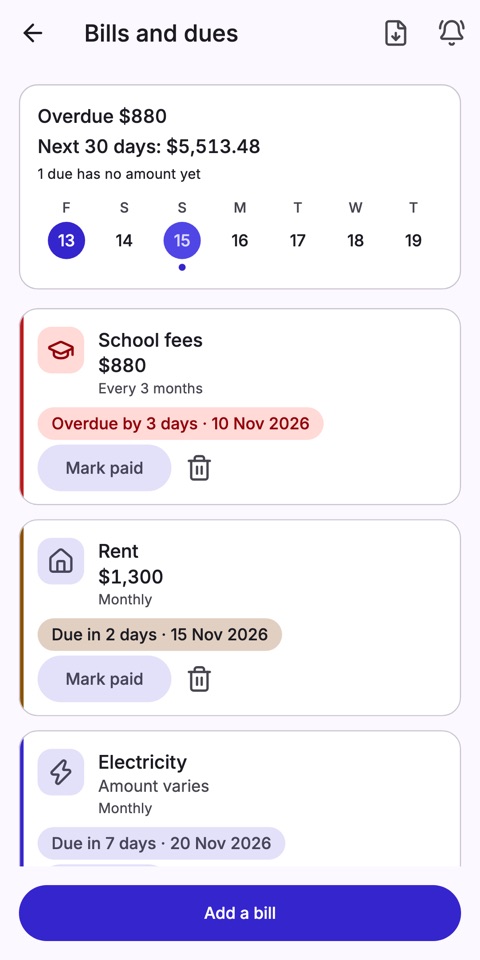 Bills and dues
Overdue $880
Next 30 days: $5,513.48
1 due has no amount yet
F S S M T W T
13 14 15 16 17 18 19
School fees
$880
Every 3 months
Overdue by 3 days · 10 Nov 2026
Mark paid
Rent
$1,300
Monthly
Due in 2 days · 15 Nov 2026
Mark paid
Electricity
Amount varies
Monthly
Due in 7 days · 20 Nov 2026
Add a bill